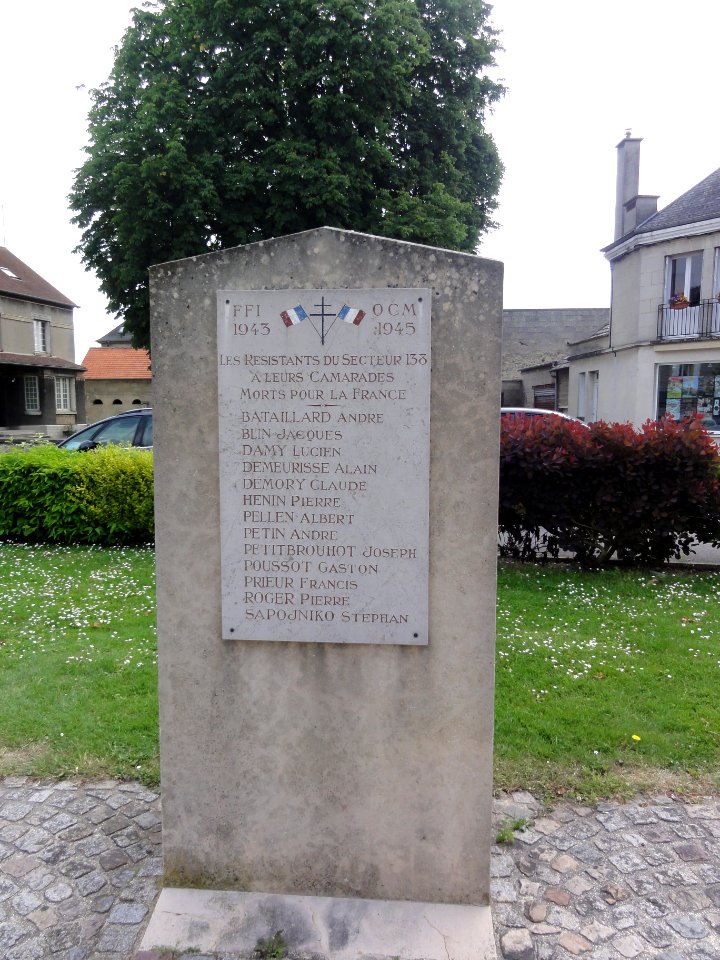 FFI OCM
1943 1945
LES RESISTANTS DU SECTEUR 133
A LEURS CAMARADES
MORTS POUR LA FRANCE
BATAILLARD ANDRE
BLIN JACQUES
DAMY LUCIEN
DEMEURISSE ALAIN
DEMORY CLAUDE
HENIN PIERRE
PELLEN ALBERT
PETIN ANDRE
PETITBROUHOT JOSEPH
POUSSOT GASTON
PRIEUR FRANCIS
ROGER PIERRE
SAPOJNIKO STEPHAN